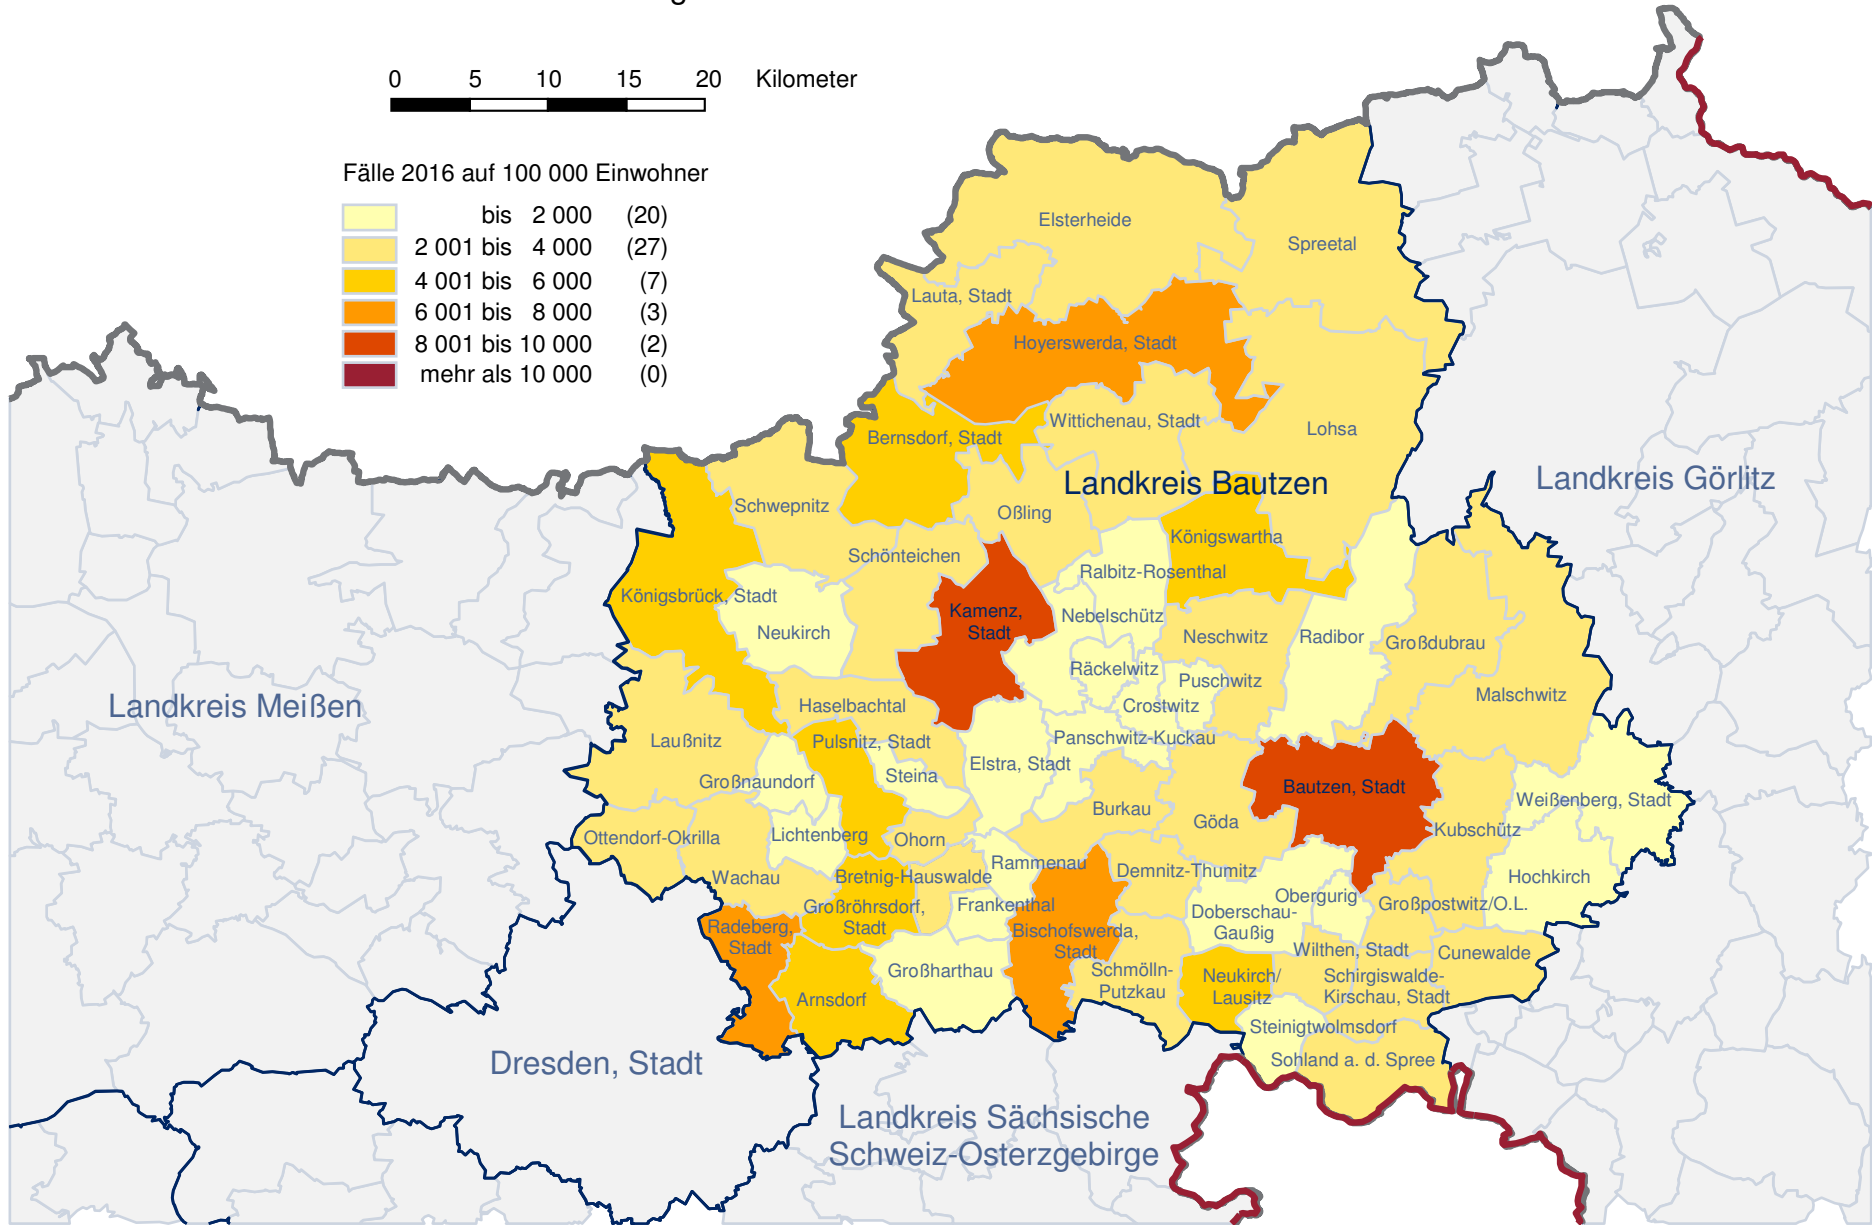 g
0 5 10 15 20 Kilometer
Fälle 2016 auf 100 000 Einwohner
bis 2 000 (20)
2 001 bis 4 000 (27)
4 001 bis 6 000 (7)
6 001 bis 8 000 (3)
8 001 bis 10 000 (2)
mehr als 10 000 (0)
Elsterheide
Spreetal
Lauta, Stadt
Hoyerswerda, Stadt
Wittichenau, Stadt
Lohsa
Bernsdorf, Stadt
Landkreis Bautzen
Landkreis Görlitz
Schwepnitz
Oßling
Königswartha
Schönteichen
Ralbitz-Rosenthal
Königsbrück, Stadt
Kamenz,
Stadt
Nebelschütz
Neukirch
Neschwitz
Radibor
Großdubrau
Räckelwitz
Puschwitz
Malschwitz
Landkreis Meißen
Haselbachtal
Crostwitz
Laußnitz
Pulsnitz, Stadt
Panschwitz-Kuckau
Elstra, Stadt
Steina
Großnaundorf
Bautzen, Stadt
Weißenberg, Stadt
Burkau
Göda
Kubschütz
Ottendorf-Okrilla
Lichtenberg
Ohorn
Rammenau
Demnitz-Thumitz
Wachau
Bretnig-Hauswalde
Hochkirch
Obergurig
Großröhrsdorf,
Stadt
Frankenthal
Großpostwitz/O.L.
Doberschau-
Gaußig
Radeberg,
Stadt
Bischofswerda,
Stadt
Wilthen, Stadt
Cunewalde
Großharthau
Schmölln-
Putzkau
Neukirch/
Lausitz
Schirgiswalde-
Kirschau, Stadt
Arnsdorf
Steinigtwolmsdorf
Sohland a. d. Spree
Dresden, Stadt
Landkreis Sächsische
Schweiz-Osterzgebirge